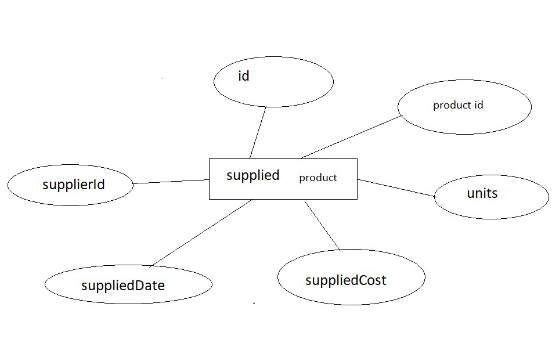 id
product id
supplied product
supplierId
units
suppliedDate
suppliedCost